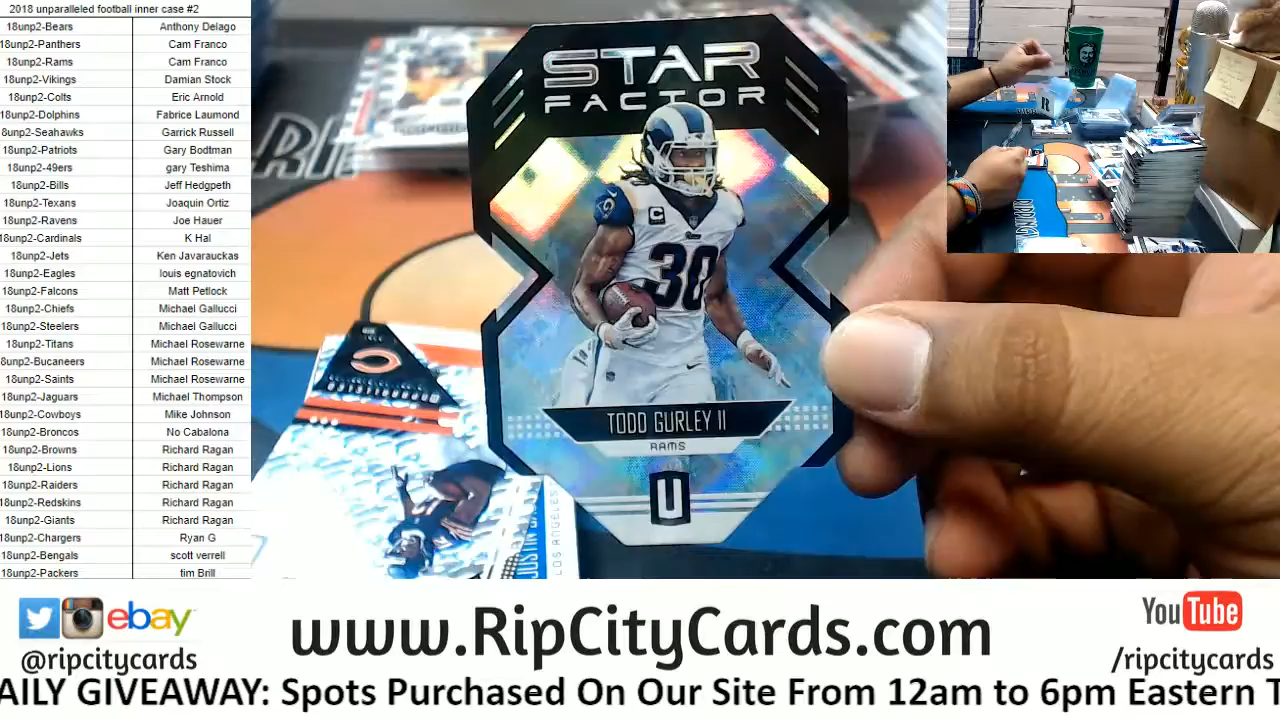 2018 unparalleled football inner case #2
18unp2-Bears Anthony Delago
18unp2-Panthers Cam Franco
18unp2-Rams Cam Franco
18unp2-Vikings Damian Stock
18unp2-Colts Eric Arnold
18unp2-Dolphins Fabrice Laumond
8unp2-Seahawks Garrick Russell
18unp2-Patriots Gary Bodtman
18unp2-49ers gary Teshima
18unp2-Bills Jeff Hedgpeth
18unp2-Texans Joaquin Ortiz
18unp2-Ravens Joe Hauer
18unp2-Cardinals K Hal
18unp2-Jets Ken Javarauckas
18unp2-Eagles louis egnatovich
18unp2-Falcons Matt Petlock
18unp2-Chiefs Michael Gallucci
18unp2-Steelers Michael Gallucci
18unp2-Titans Michael Rosewarne
8unp2-Bucaneers Michael Rosewarne
18unp2-Saints Michael Rosewarne
18unp2-Jaguars Michael Thompson
18unp2-Cowboys Mike Johnson
18unp2-Broncos No Cabalona
18unp2-Browns Richard Ragan
18unp2-Lions Richard Ragan
18unp2-Raiders Richard Ragan
18unp2-Redskins Richard Ragan
18unp2-Giants Richard Ragan
18unp2-Chargers Ryan G
18unp2-Bengals scott verrell
18unp2-Packers tim Brill
STAR
FACTOR
C
30
TODD GURLEY II
RAMS
U
JUSTIN
LOS ANGELES
ebay
@ripcitycards
www.RipCityCards.com
YouTube
/ripcitycards
AILY GIVEAWAY: Spots Purchased On Our Site From 12am to 6pm Eastern T